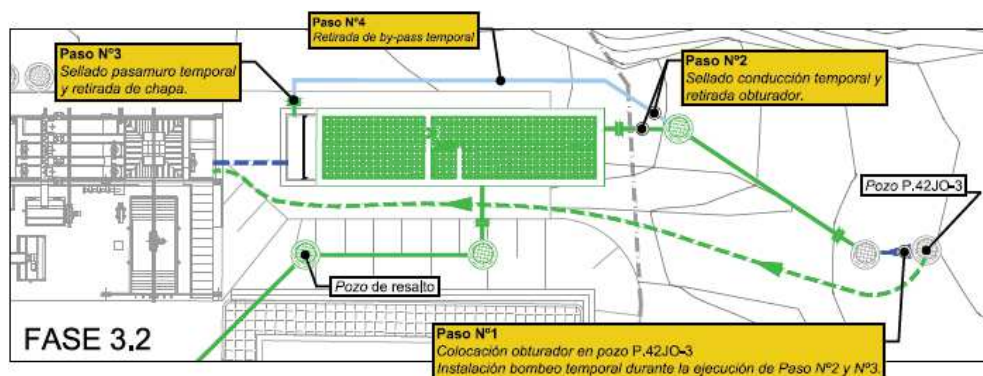 Paso Nº4
Retirada de by-pass temporal
Paso Nº3
Sellado pasamuro temporal
y retirada de chapa.
Paso Nº2
Sellado conducción temporal y
retirada obturador.
Pozo P.42JO-3
Pozo de resalto
FASE 3.2
Paso Nº1
Colocación obturador en pozo P.42JO-3
Instalación bombeo temporal durante la ejecución de Paso Nº2 y Nº3.